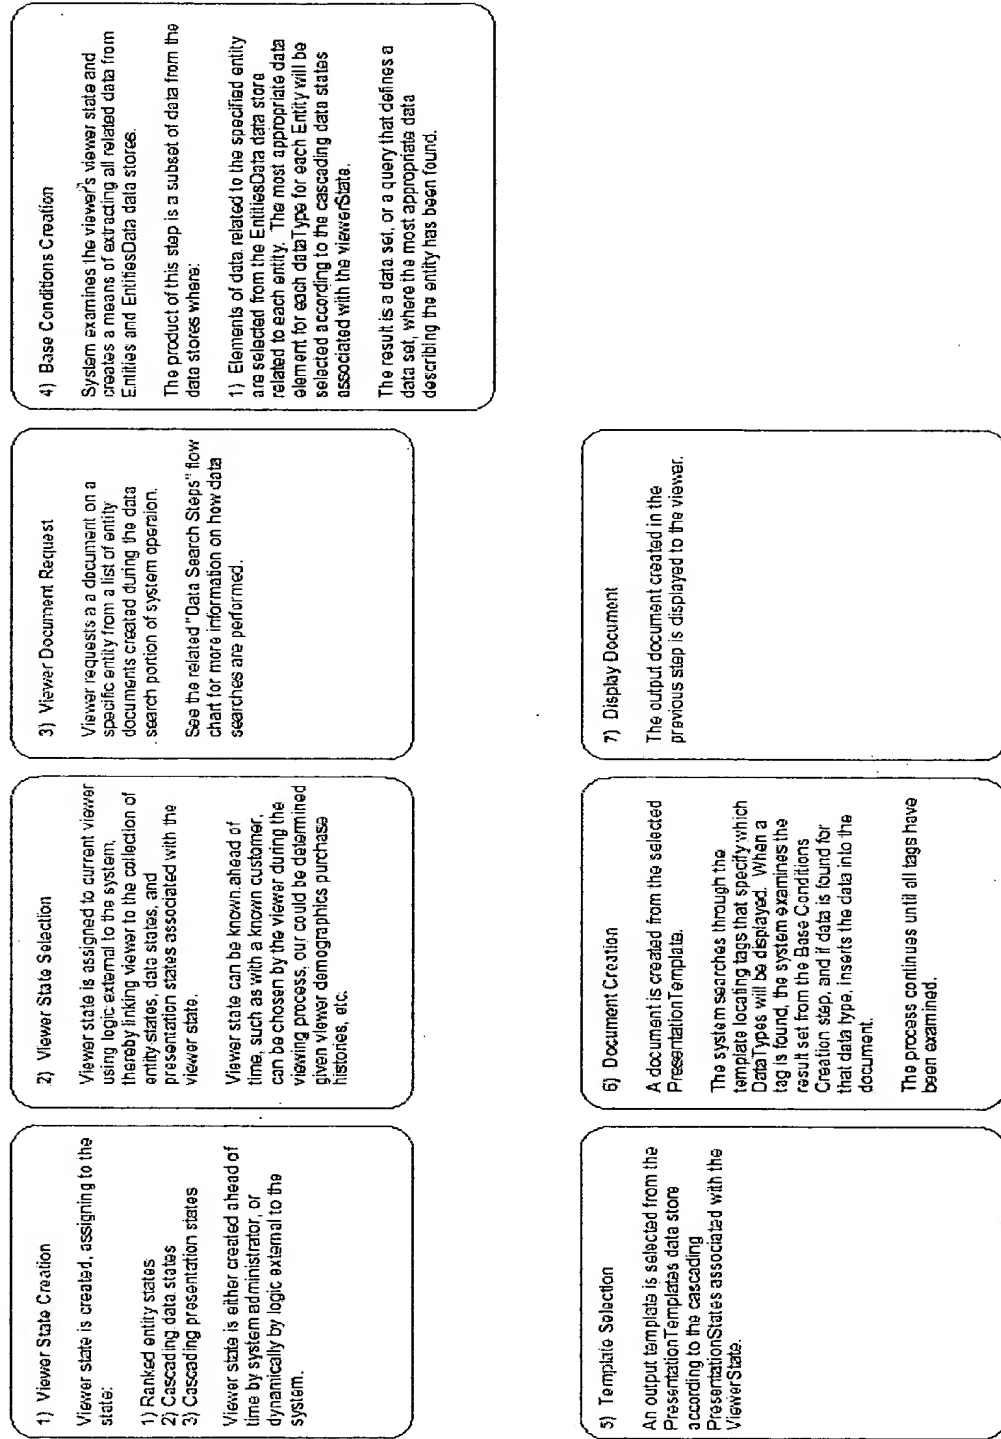 1) Viewer State Creation
Viewer state is created, assigning to the
state:
1) Ranked entity states
2) Cascading data states
3) Cascading presentation states
Viewer state is either created ahead of
time by system administrator, or
dynamically by logic external to the
system.
2) Viewer State Selection
Viewer state is assigned to current viewer
using logic external to the system,
thereby linking viewer to the collection of
entity states, data states, and
presentation states associated with the
viewer state.
Viewer state can be known ahead of
time, such as with a known customer,
can be chosen by the viewer during the
viewing process, our could be determined
given viewer demographics purchase
histories, etc.
3) Viewer Document Request
Viewer requests a a document on a
specific entity from a list of entity
documents created during the data
search portion of system operaion.
See the related "Data Search Steps" flow
chart for more information on how data
searches are performed.
4) Base Conditions Creation
System examines the viewer's viewer state and
creates a means of extracting all related data from
Entities and EntitiesData data stores.
The product of this step is a subset of data from the
data stores where:
1) Elements of data related to the specified entity
are selected from the EntitiesData data store
related to each entity. The most appropriate data
element for each dataType for each Entity will be
selected according to the cascading data states
associated with the viewerState.
The result is a data set, or a query that defines a
data set, where the most appropriate data
describing the entity has been found.
5) Template Selection
An output template is selected from the
PresentationTemplates data store
according to the cascading
PresentationStates associated with the
ViewerState.
6) Document Creation
A document is created from the selected
PresentationTemplate.
The system searches through the
template locating tags that specify which
DataTypes will be displayed. When a
tag is found, the system examines the
result set from the Base Conditions
Creation step, and if data is found for
that data type, inserts the data into the
document.
The process continues until all tags have
been examined.
7) Display Document
The output document created in the
previous step is displayed to the viewer.